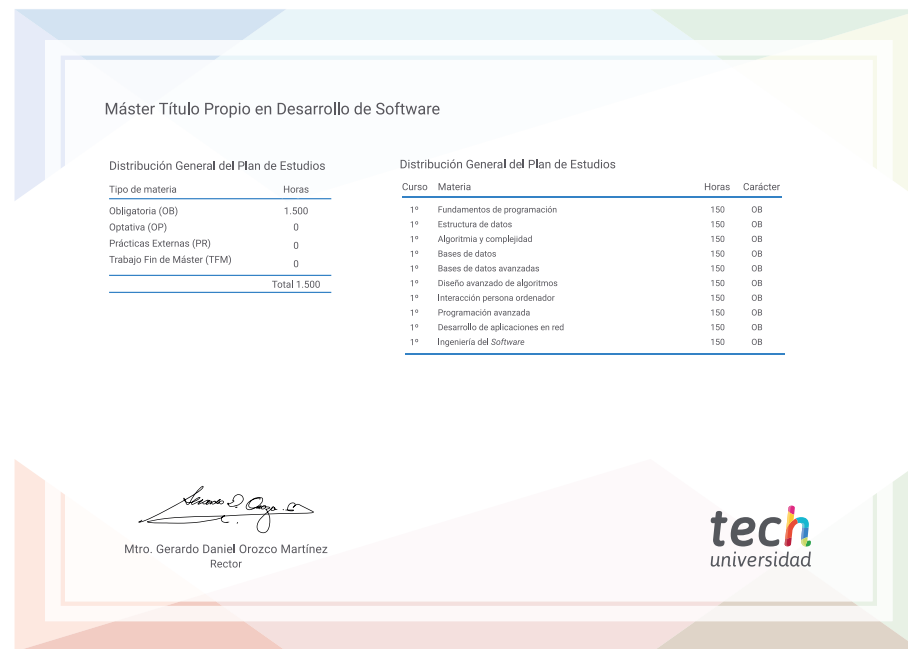 Máster Título Propio en Desarrollo de Software
Distribución General del Plan de Estudios
Tipo de materia Horas
Obligatoria (OB) 1.500
Optativa (OP) 0
Prácticas Externas (PR) 0
Trabajo Fin de Máster (TFM) 0
Total 1.500
Distribución General del Plan de Estudios
Curso Materia Horas Carácter
1º Fundamentos de programación 150 OB
1º Estructura de datos 150 OB
1º Algoritmia y complejidad 150 OB
1º Bases de datos 150 OB
1º Bases de datos avanzadas 150 OB
1º Diseño avanzado de algoritmos 150 OB
1º Interacción persona ordenador 150 OB
1º Programación avanzada 150 OB
1º Desarrollo de aplicaciones en red 150 OB
1º Ingeniería del Software 150 OB
Mtro. Gerardo Daniel Orozco Martínez
Rector
tech
universidad